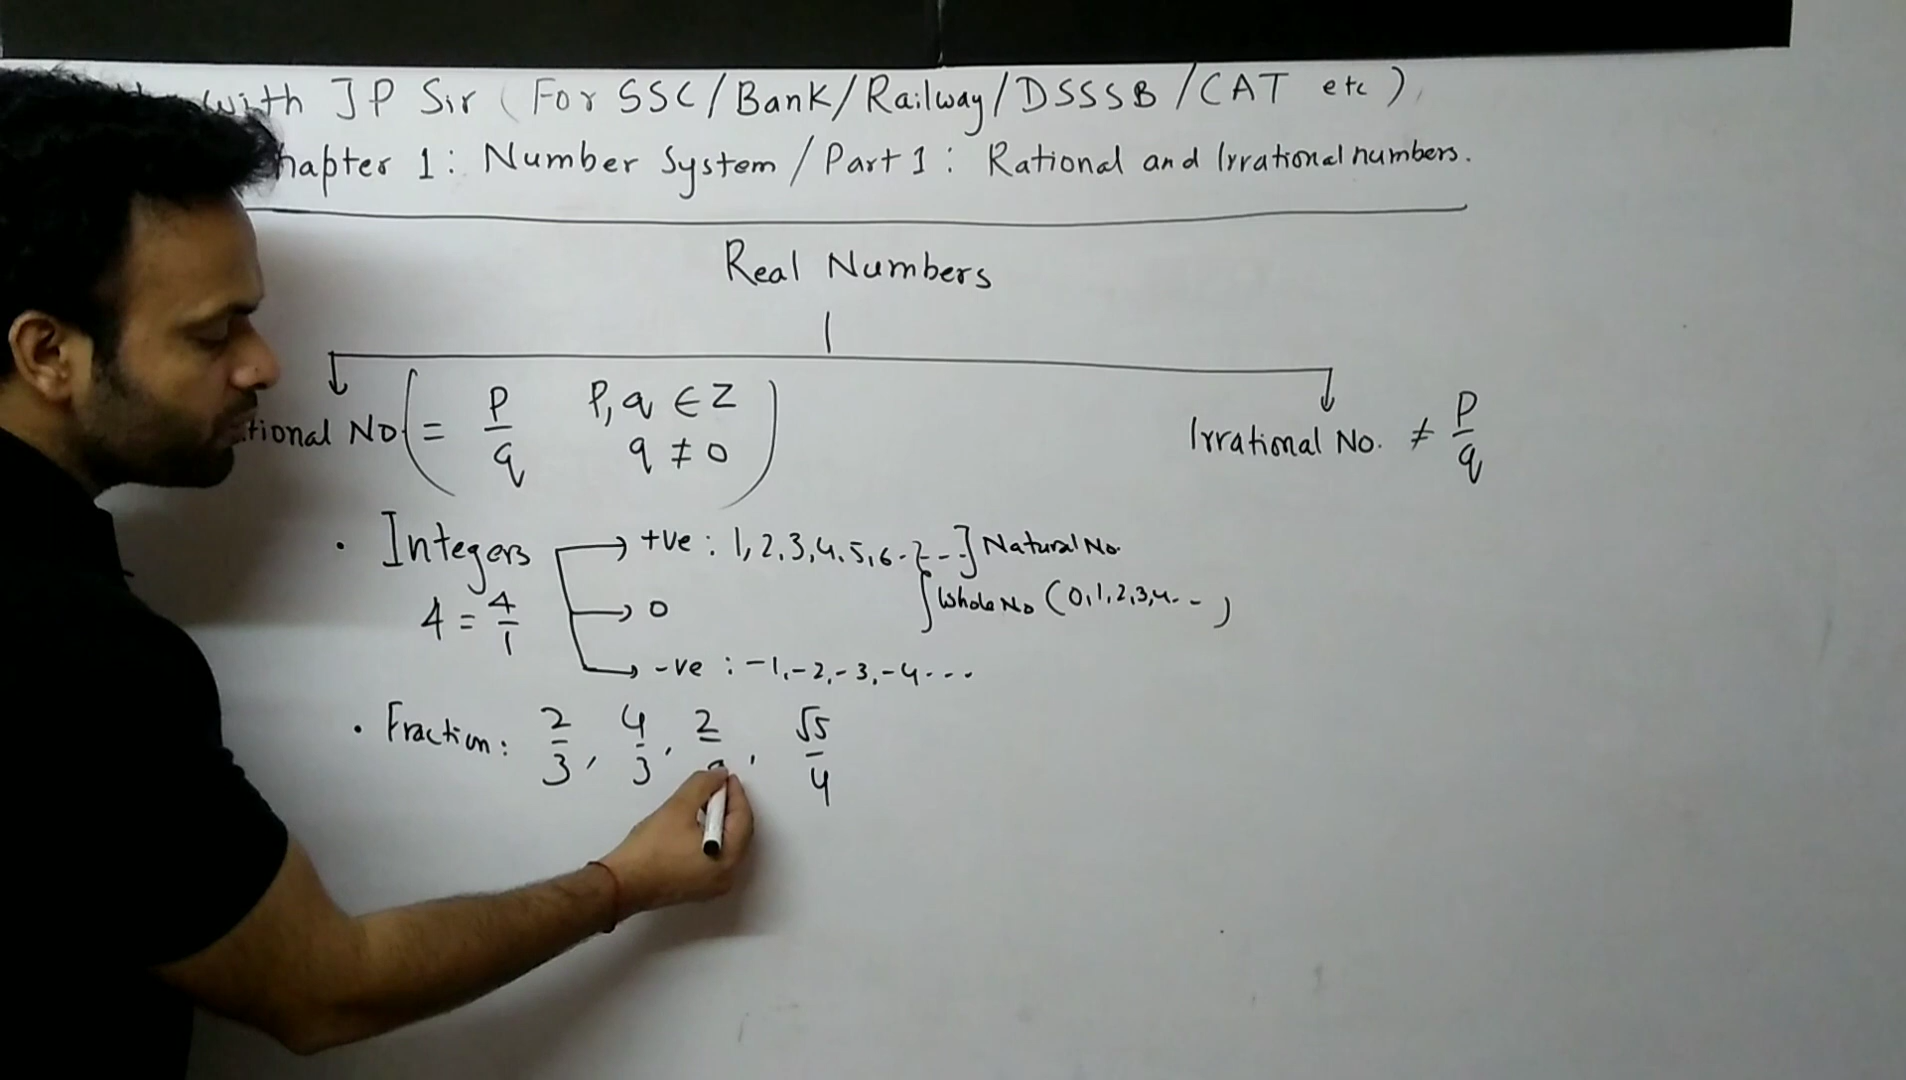 with JP Sir (For SSC/Bank/Railway/DSSSB/CAT etc)
hapter 1: Number System / Part 1: Rational and Irrational numbers.
Real Numbers
tional No. ( = P/q P, q ∈ Z q ≠ 0 )
Irrational No. ≠ P/q
• Integers
→ +ve : 1, 2, 3, 4, 5, 6 - - - ] Natural No.
4 = 4/1
→ 0
Whole No (0, 1, 2, 3, 4 - - )
→ -ve : -1, -2, -3, -4 - - -
• Fraction: 2/3, 4/3, 2/ , √5/4